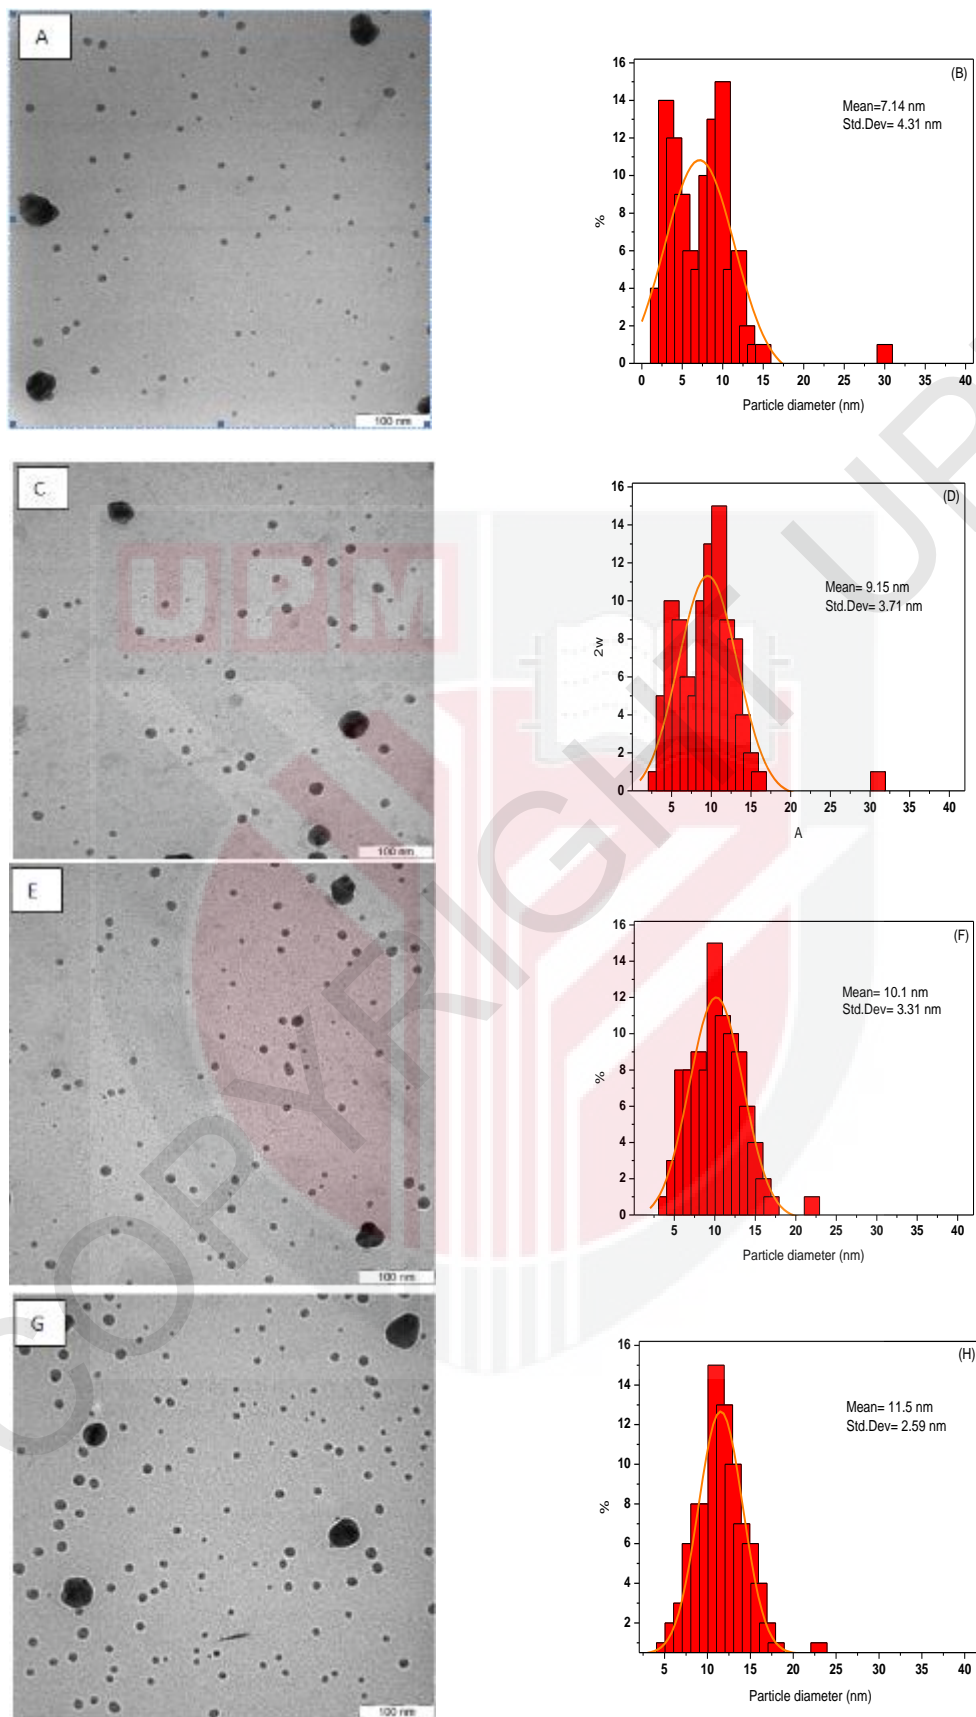 A
100 nm
(B)
Mean=7.14 nm
Std.Dev= 4.31 nm
%
16
14
12
10
8
6
4
2
0
0 5 10 15 20 25 30 35 40
Particle diameter (nm)
C
100 nm
(D)
Mean= 9.15 nm
Std.Dev= 3.71 nm
2w
16
14
12
10
8
6
4
2
0
5 10 15 20 25 30 35 40
A
E
100 nm
(F)
Mean= 10.1 nm
Std.Dev= 3.31 nm
%
16
14
12
10
8
6
4
2
0
5 10 15 20 25 30 35 40
Particle diameter (nm)
G
100 nm
(H)
Mean= 11.5 nm
Std.Dev= 2.59 nm
%
16
14
12
10
8
6
4
2
5 10 15 20 25 30 35 40
Particle diameter (nm)
UPM
COPYRIGHT UP